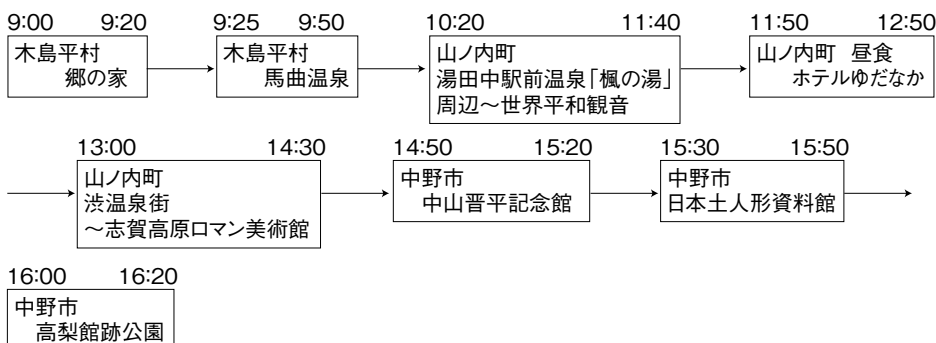 9:00 9:20 9:25 9:50 10:20 11:40 11:50 12:50
木島平村
郷の家
木島平村
馬曲温泉
山ノ内町
湯田中駅前温泉「楓の湯」
周辺～世界平和観音
山ノ内町 昼食
ホテルゆだなか
13:00 14:30 14:50 15:20 15:30 15:50
山ノ内町
渋温泉街
～志賀高原ロマン美術館
中野市
中山晋平記念館
中野市
日本土人形資料館
16:00 16:20
中野市
高梨館跡公園